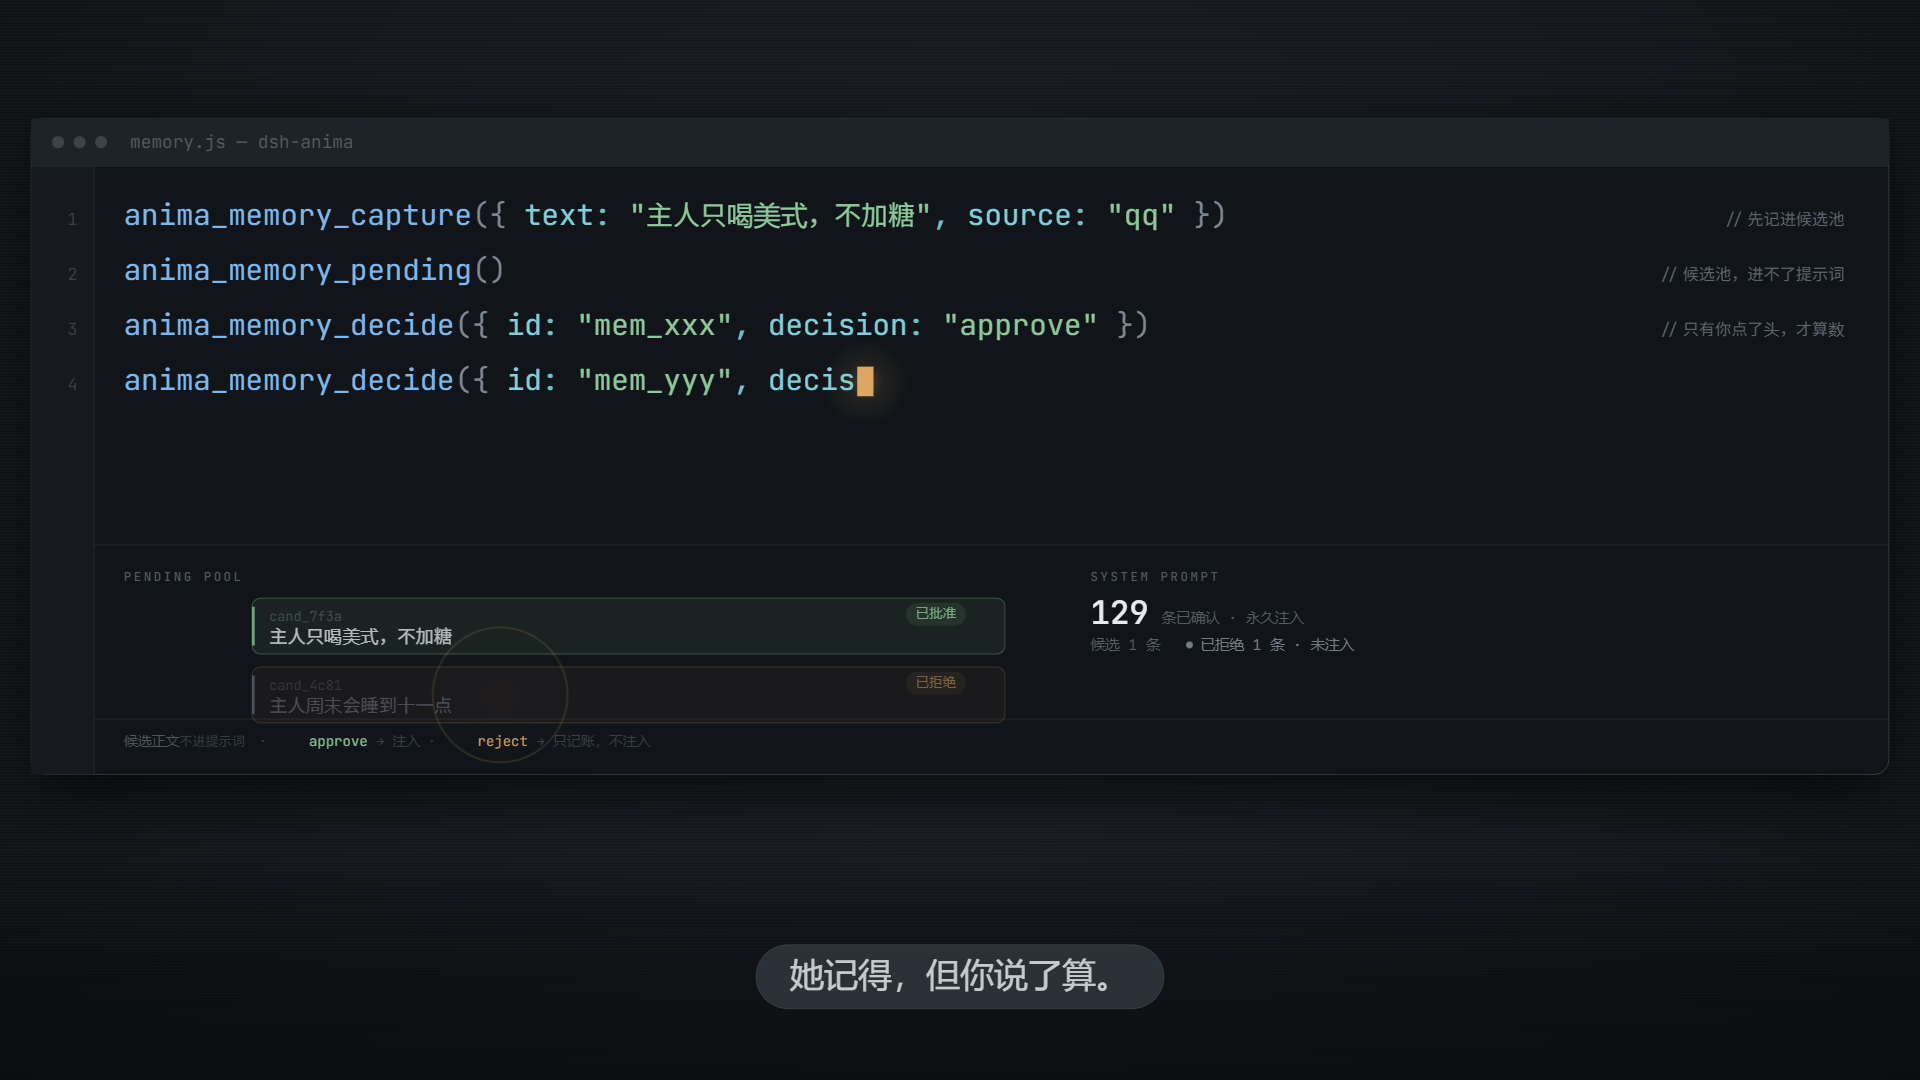 memory.js — dsh-anima
1 anima_memory_capture({ text: "主人只喝美式，不加糖", source: "qq" }) // 先记进候选池
2 anima_memory_pending() // 候选池，进不了提示词
3 anima_memory_decide({ id: "mem_xxx", decision: "approve" }) // 只有你点了头，才算数
4 anima_memory_decide({ id: "mem_yyy", decis
PENDING POOL
cand_7f3a 已批准
主人只喝美式，不加糖
cand_4c81 已拒绝
主人周末会睡到十一点
SYSTEM PROMPT
129 条已确认 · 永久注入
候选 1 条 ● 已拒绝 1 条 · 未注入
候选正文不进提示词 · approve → 注入 · reject → 只记账，不注入
她记得，但你说了算。